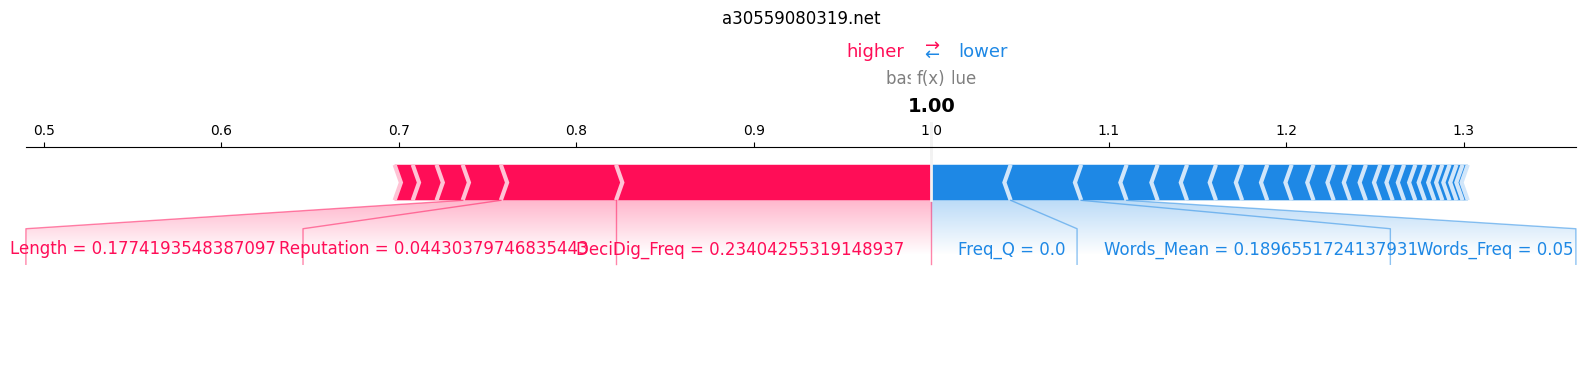 a30559080319.net
higher ⇄ lower
bas f(x) lue
1.00
0.5 0.6 0.7 0.8 0.9 1 0 1.1 1.2 1.3
Length = 0.1774193548387097 Reputation = 0.04430379746835443 DeciDig_Freq = 0.23404255319148937 Freq_Q = 0.0 Words_Mean = 0.1896551724137931 Words_Freq = 0.05